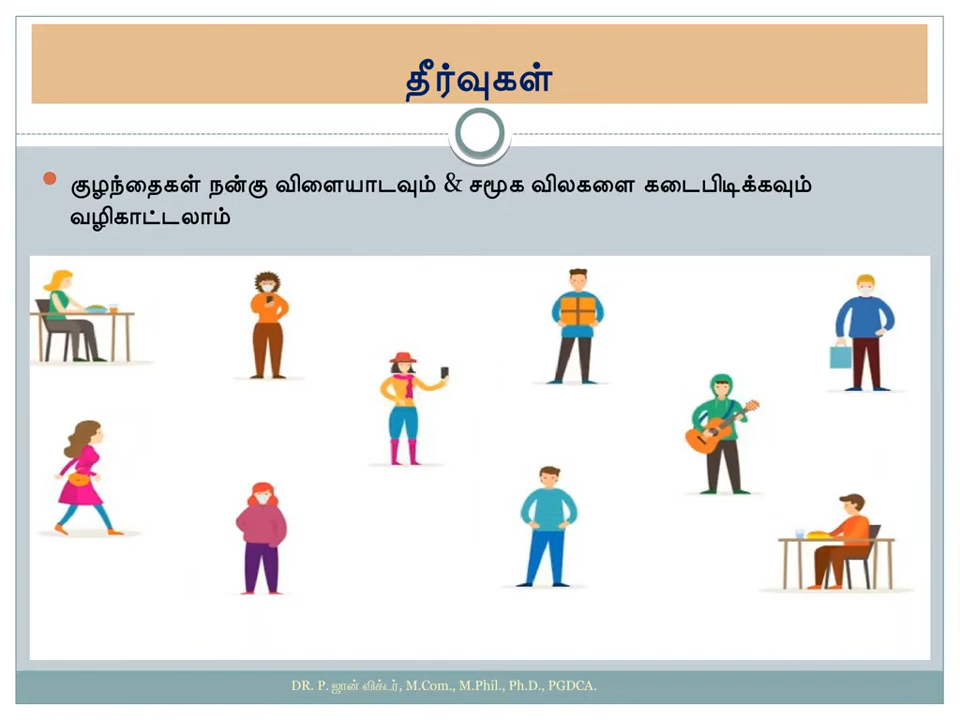 தீர்வுகள்
குழந்தைகள் நன்கு விளையாடவும் & சமூக விலகளை கடைபிடிக்கவும்
வழிகாட்டலாம்
DR. P. ஜான் விக்டர், M.Com., M.Phil., Ph.D., PGDCA.